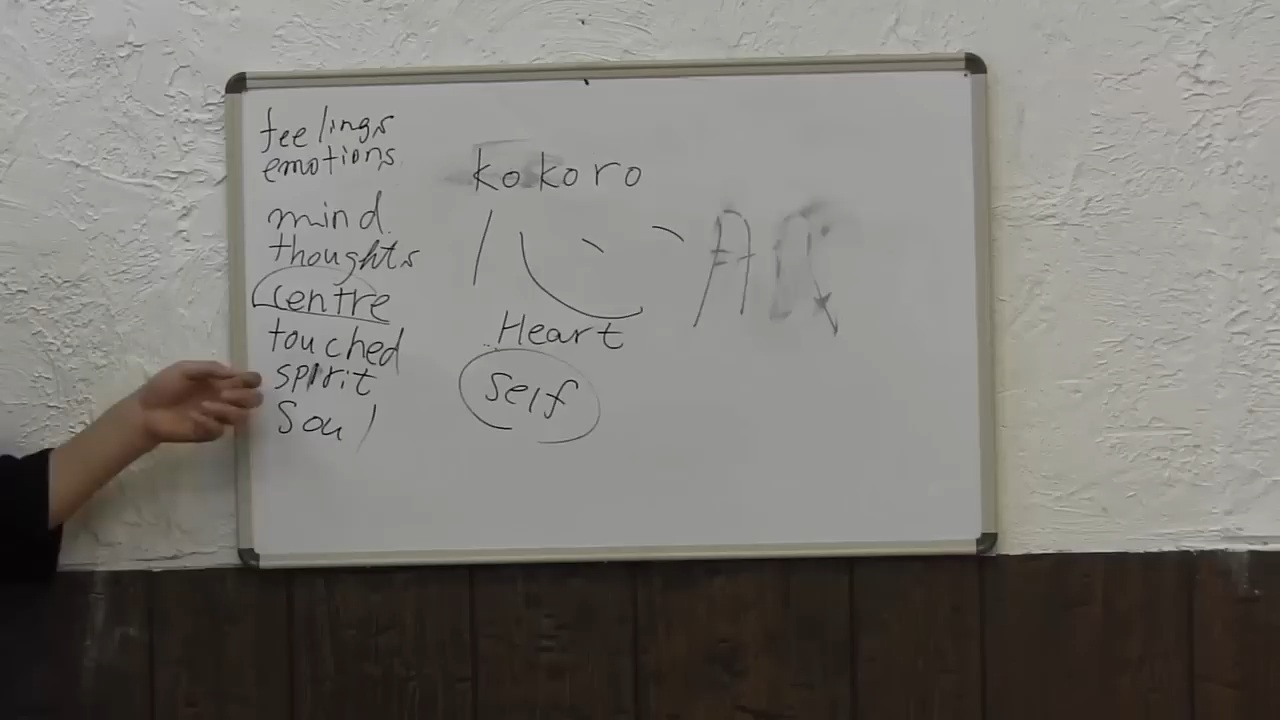 feelings
emotions
mind
thoughts
centre
touched
spirit
soul
kokoro
心
Heart
self